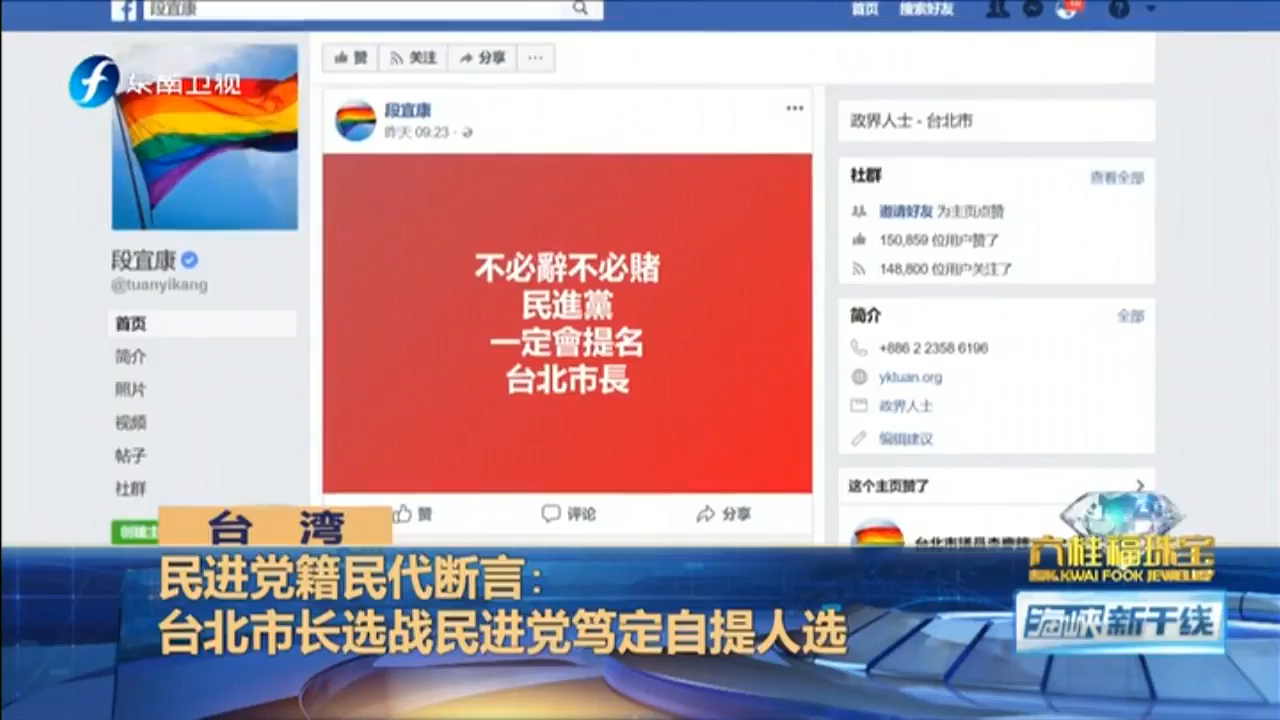 段宜康
首页 搜索好友
东南卫视
赞 关注 分享 ...
段宜康
昨天 09:23
段宜康
@tuanyikang
首页
简介
照片
视频
帖子
社群
不必辭不必賭
民進黨
一定會提名
台北市長
赞 评论 分享
政界人士 - 台北市
社群 查看全部
邀请好友 为主页点赞
150,859 位用户赞了
148,800 位用户关注了
简介 全部
+886 2 2358 6196
yktuan.org
政界人士
编辑建议
这个主页赞了
台湾
民进党籍民代断言：
台北市长选战民进党笃定自提人选
六桂福珠宝
LUK KWAI FOOK JEWELLERY
海峡新干线